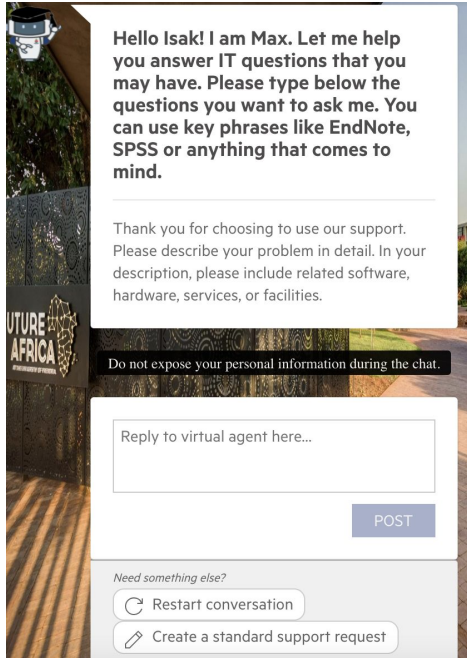 Hello Isak! I am Max. Let me help
you answer IT questions that you
may have. Please type below the
questions you want to ask me. You
can use key phrases like EndNote,
SPSS or anything that comes to
mind.
Thank you for choosing to use our support.
Please describe your problem in detail. In your
description, please include related software,
hardware, services, or facilities.
UTURE
AFRICA
Do not expose your personal information during the chat.
Reply to virtual agent here...
POST
Need something else?
Restart conversation
Create a standard support request